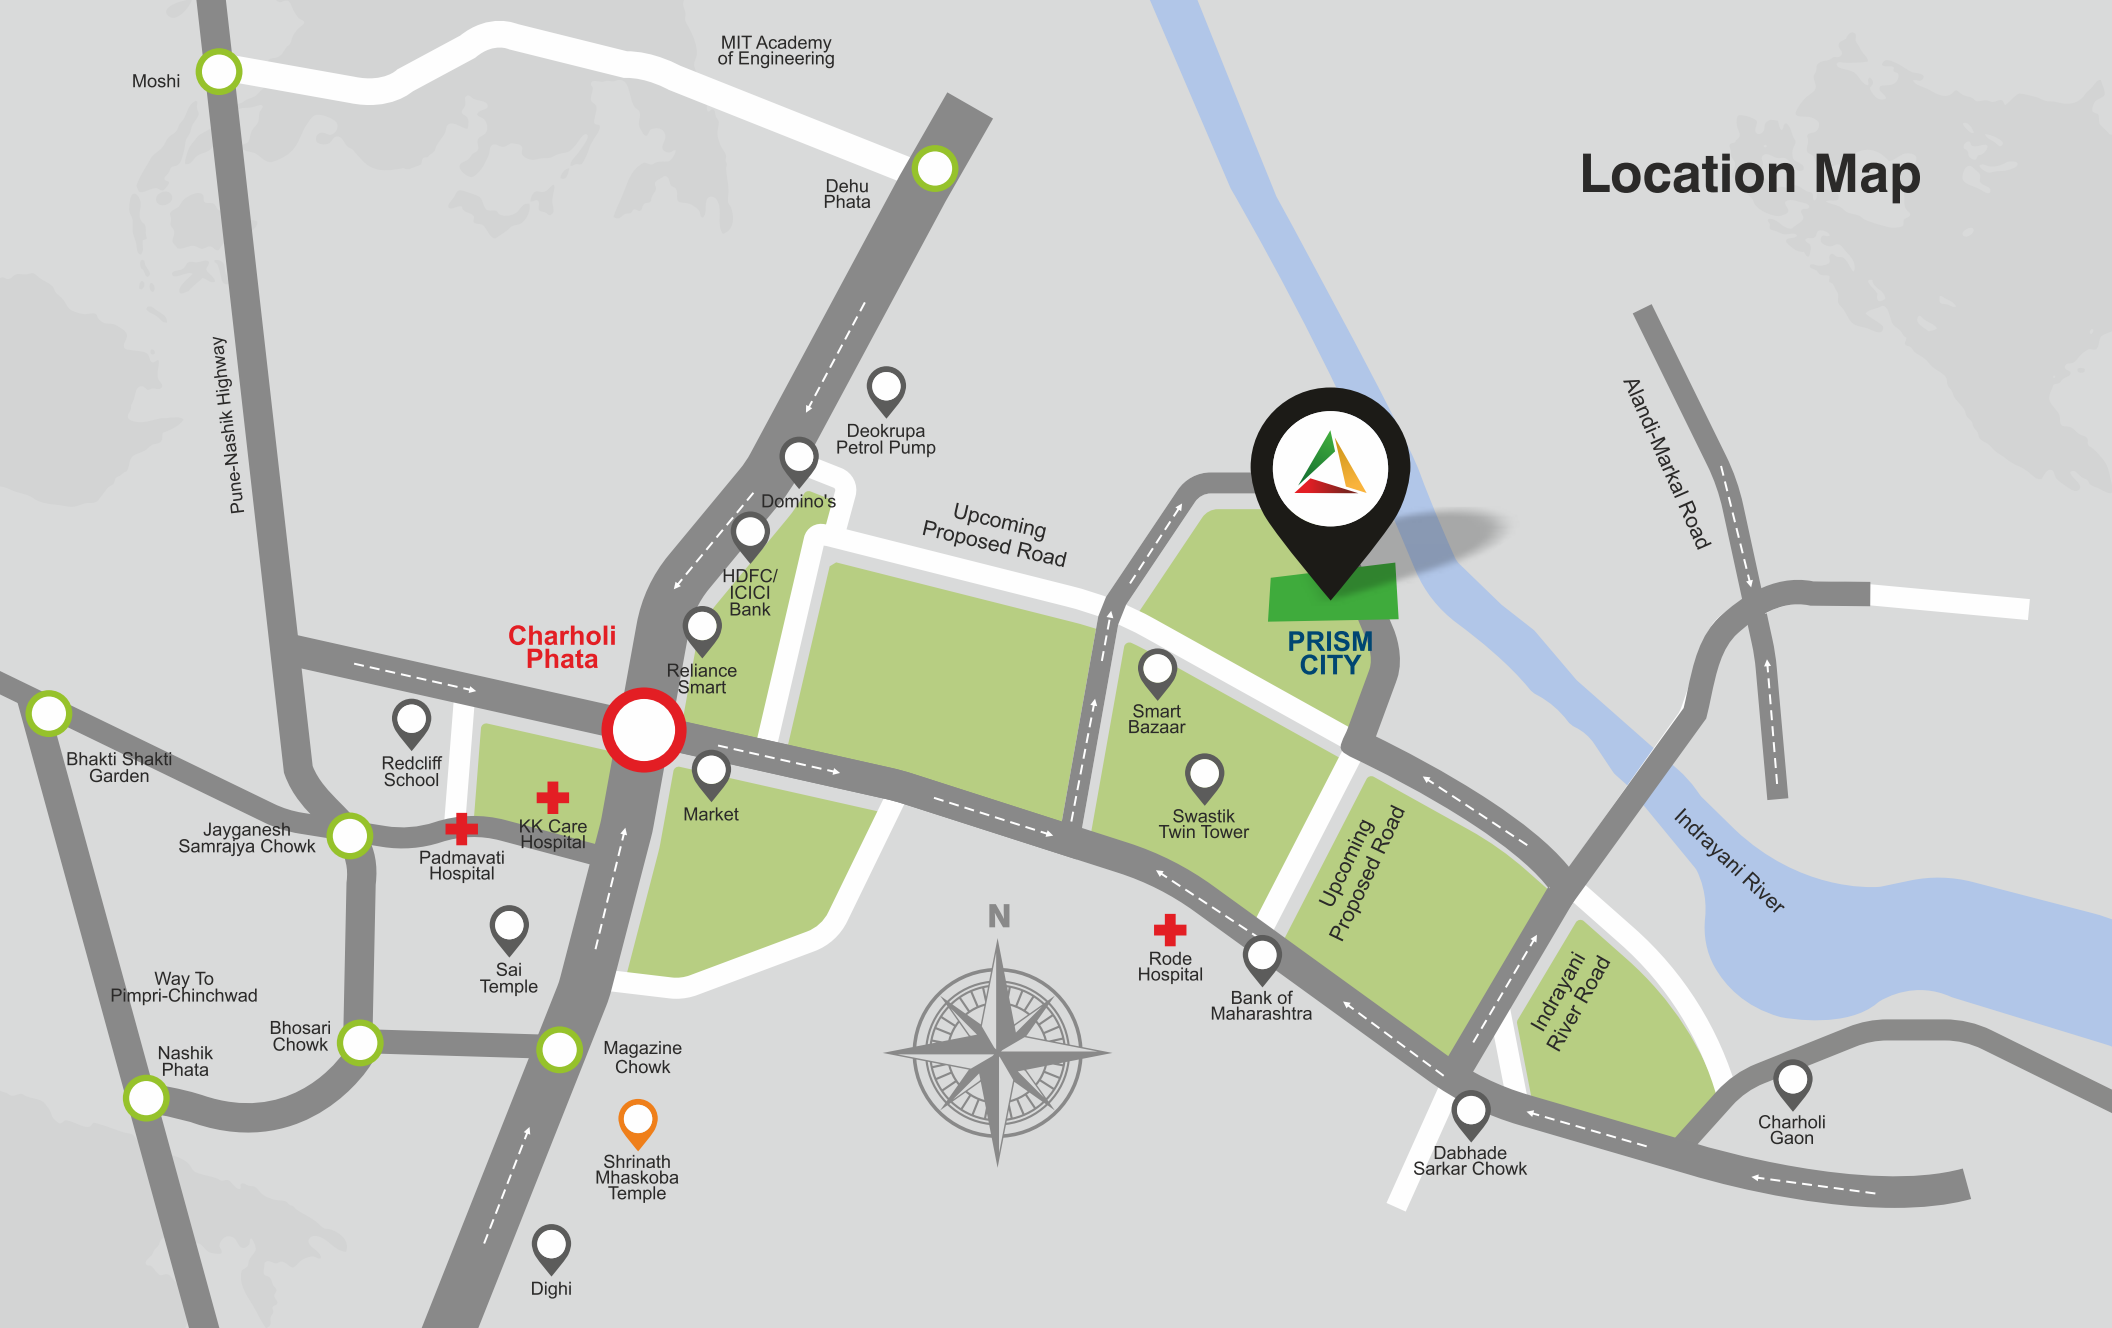 MIT Academy
of Engineering
Moshi
Location Map
Dehu
Phata
Pune-Nashik Highway
Deokrupa
Petrol Pump
Alandi-Markal Road
Domino's
Upcoming
Proposed Road
HDFC/
ICICI
Bank
Charholi
Phata
Reliance
Smart
PRISM
CITY
Smart
Bazaar
Bhakti Shakti
Garden
Redcliff
School
Market
Swastik
Twin Tower
KK Care
Hospital
Jayganesh
Samrajya Chowk
Padmavati
Hospital
Upcoming
Proposed Road
Indrayani River
N
Sai
Temple
Rode
Hospital
Bank of
Maharashtra
Way To
Pimpri-Chinchwad
Indrayani
River Road
Bhosari
Chowk
Nashik
Phata
Magazine
Chowk
Charholi
Gaon
Dabhade
Sarkar Chowk
Shrinath
Mhaskoba
Temple
Dighi